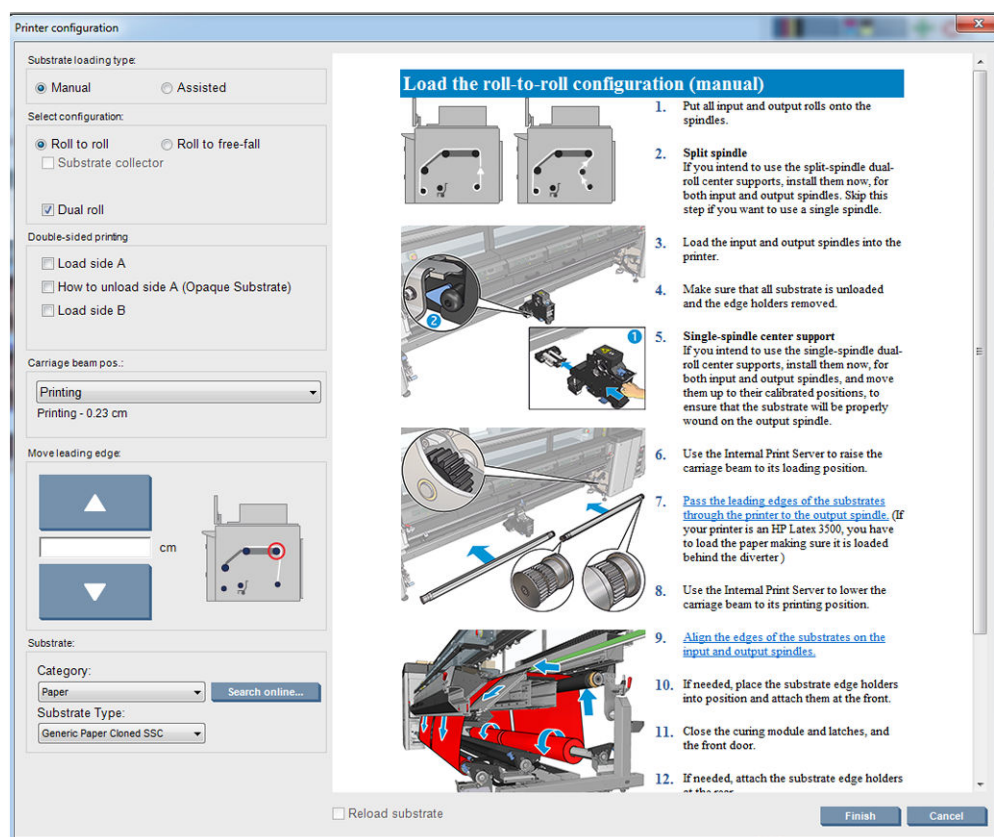 Printer configuration
Substrate loading type:
Manual
Assisted
Select configuration:
Roll to roll
Roll to free-fall
Substrate collector
Dual roll
Double-sided printing
Load side A
How to unload side A (Opaque Substrate)
Load side B
Carriage beam pos.:
Printing
Printing - 0.23 cm
Move leading edge:
cm
Substrate:
Category:
Paper
Search online...
Substrate Type:
Generic Paper Cloned SSC
Load the roll-to-roll configuration (manual)
1. Put all input and output rolls onto the
spindles.
2. Split spindle
If you intend to use the split-spindle dual-
roll center supports, install them now, for
both input and output spindles. Skip this
step if you want to use a single spindle.
3. Load the input and output spindles into the
printer.
4. Make sure that all substrate is unloaded
and the edge holders removed.
2
1
5. Single-spindle center support
If you intend to use the single-spindle dual-
roll center supports, install them now, for
both input and output spindles, and move
them up to their calibrated positions, to
ensure that the substrate will be properly
wound on the output spindle.
6. Use the Internal Print Server to raise the
carriage beam to its loading position.
7. Pass the leading edges of the substrates
through the printer to the output spindle. (If
your printer is an HP Latex 3500, you have
to load the paper making sure it is loaded
behind the diverter)
8. Use the Internal Print Server to lower the
carriage beam to its printing position.
9. Align the edges of the substrates on the
input and output spindles.
10. If needed, place the substrate edge holders
into position and attach them at the front.
11. Close the curing module and latches, and
the front door.
12. If needed, attach the substrate edge holders
at the rear.
Reload substrate
Finish
Cancel